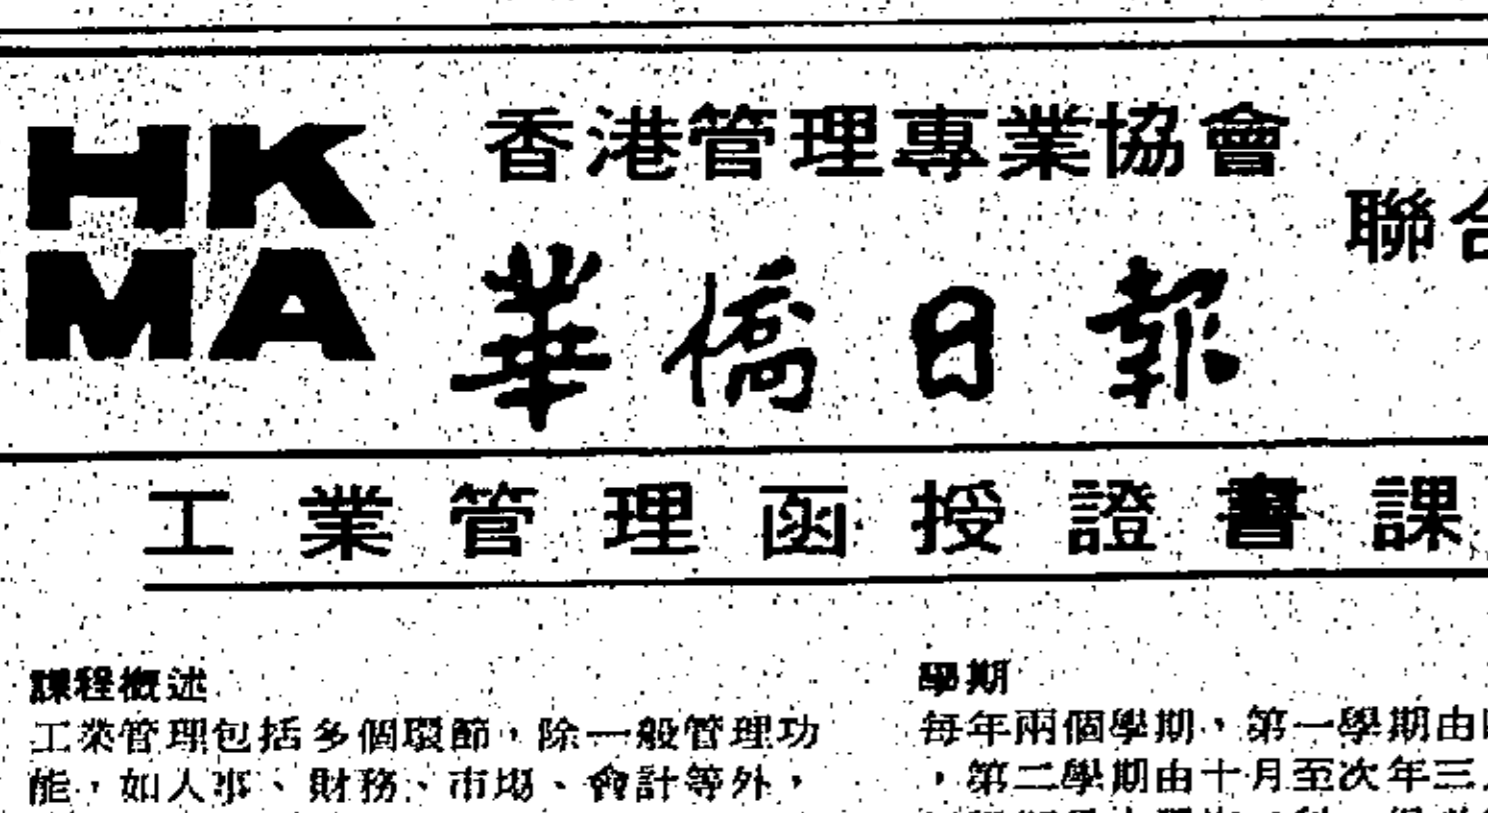 HK
MA
香港管理專業協會
華僑日報
聯合
工業管理函授證書課
課程概述
工業管理包括多個環節，除一般管理功
能，如人事、財務、市場、會計等外，
學期
每年兩個學期，第一學期由
，第二學期由十月至次年三